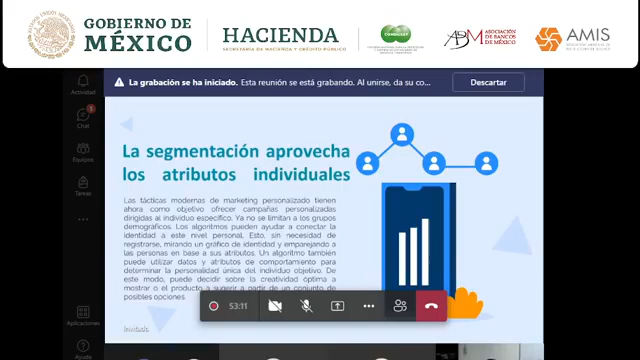 GOBIERNO DE
MÉXICO
HACIENDA
SECRETARÍA DE HACIENDA Y CRÉDITO PÚBLICO
CONDUSEF
ABM
ASOCIACIÓN
DE BANCOS
DE MÉXICO
AMIS
La grabación se ha iniciado. Esta reunión se está grabando. Al unirse, da su co...
Descartar
Actividad
1
Chat
Equipos
Tareas
...
Aplicaciones
Ayuda
La segmentación aprovecha
los atributos individuales
Las tácticas modernas de marketing personalizado tienen
ahora como objetivo ofrecer campañas personalizadas
dirigidas al individuo específico. Ya no se limitan a los grupos
demográficos. Los algoritmos pueden ayudar a conectar la
identidad a este nivel personal. Esto, sin necesidad de
registrarse, mirando un gráfico de identidad y emparejando a
las personas en base a sus atributos. Un algoritmo también
puede utilizar datos y atributos de comportamiento para
determinar la personalidad única del individuo objetivo. De
este modo, puede decidir sobre la creatividad óptima a
mostrar o el producto a sugerir a partir de un conjunto de
posibles opciones
53:11
Invitado